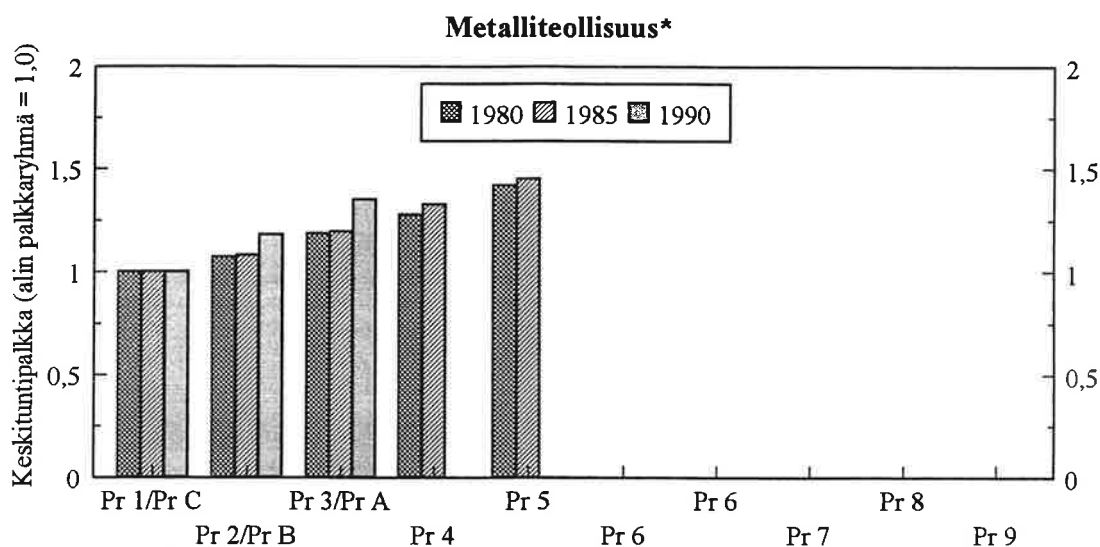 Metalliteollisuus*
Keskituntipalkka (alin palkkaryhmä = 1,0)
2
1,5
1
0,5
0
1980 1985 1990
2
1,5
1
0,5
0
Pr 1/Pr C Pr 3/Pr A Pr 5 Pr 6 Pr 8
Pr 2/Pr B Pr 4 Pr 6 Pr 7 Pr 9